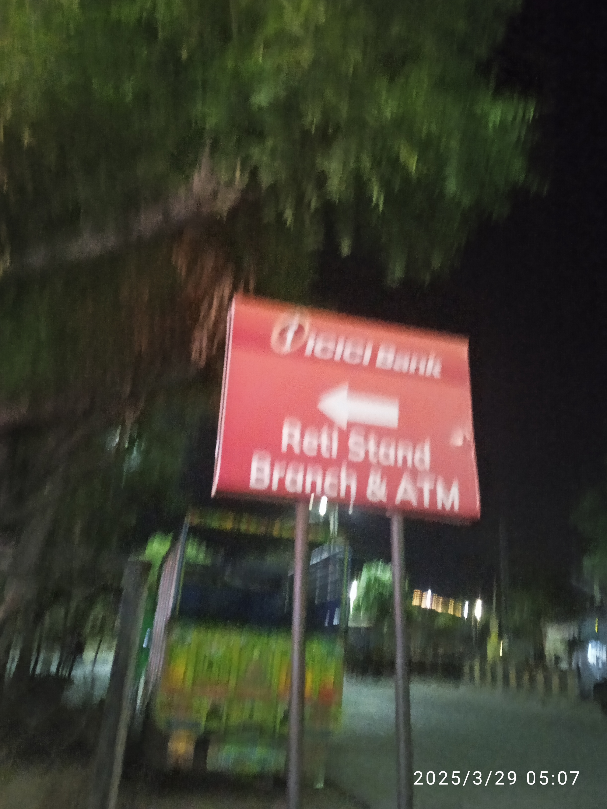 ICICI Bank
Reti Stand
Branch & ATM
2025/3/29 05:07